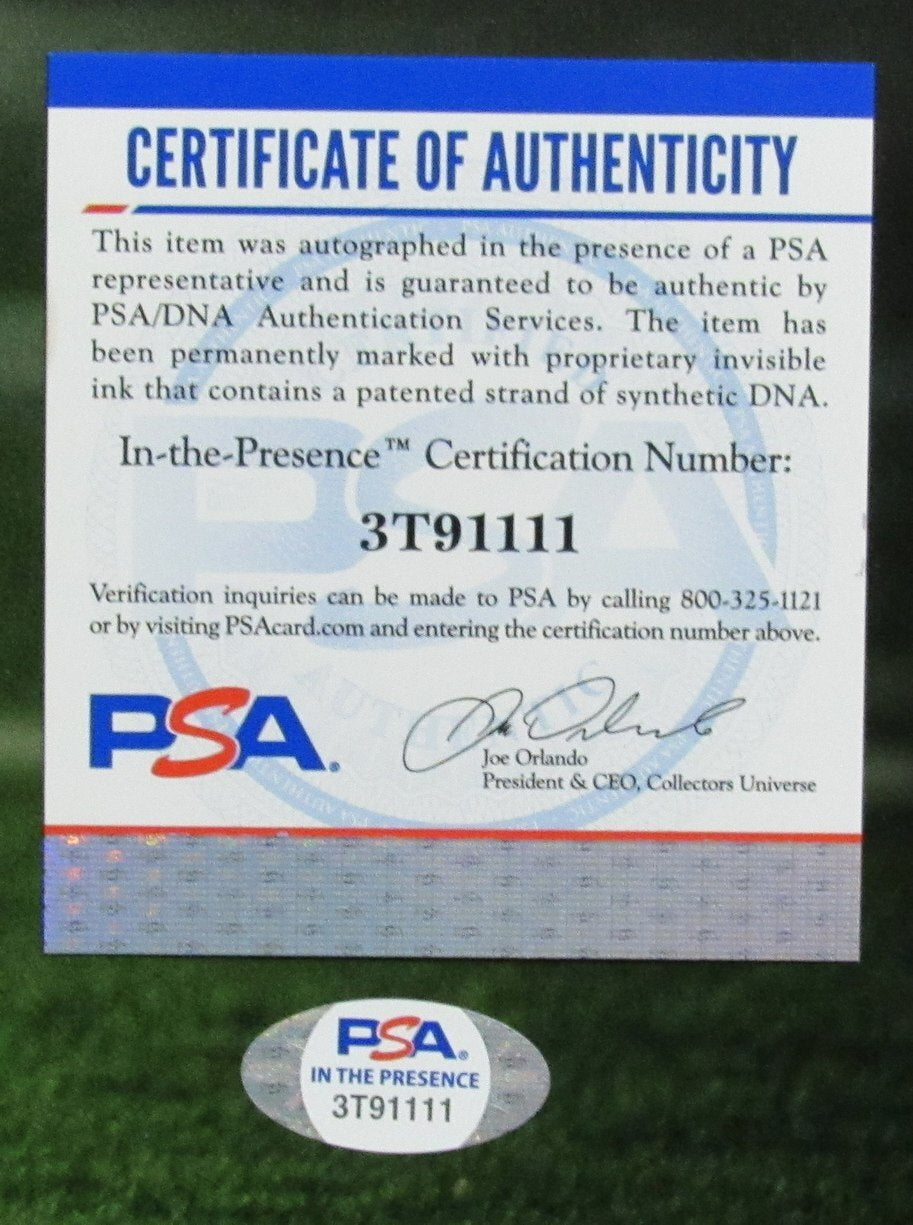 CERTIFICATE OF AUTHENTICITY
This item was autographed in the presence of a PSA
representative and is guaranteed to be authentic by
PSA/DNA Authentication Services. The item has
been permanently marked with proprietary invisible
ink that contains a patented strand of synthetic DNA.
In-the-Presence™ Certification Number:
3T91111
Verification inquiries can be made to PSA by calling 800-325-1121
or by visiting PSAcard.com and entering the certification number above.
PSA®
Joe Orlando
President & CEO, Collectors Universe
PSA®
IN THE PRESENCE
3T91111